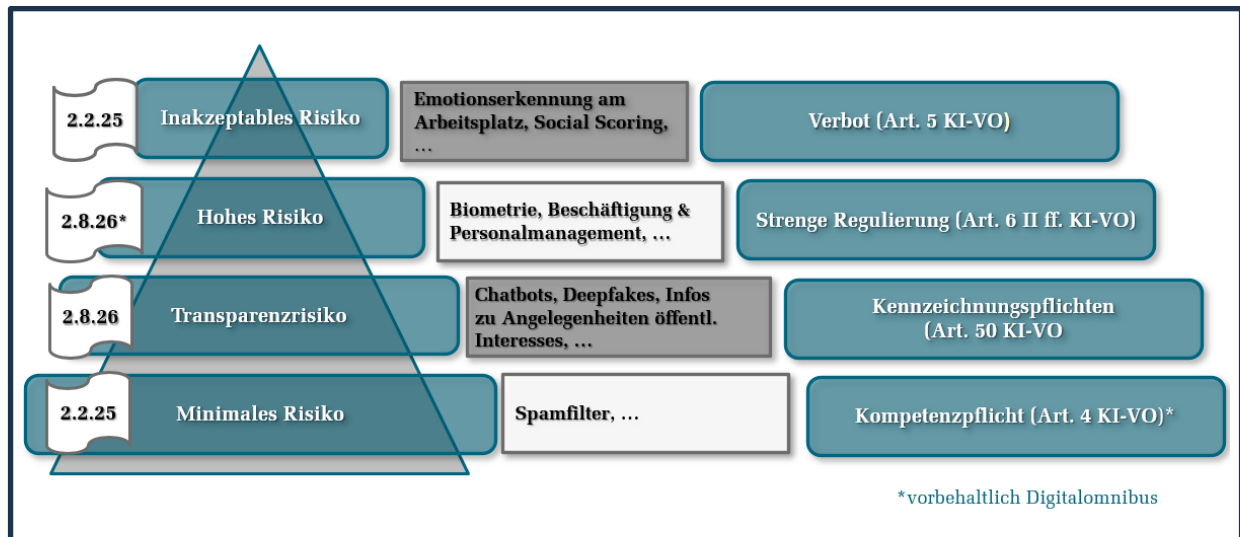 2.2.25
Inakzeptables Risiko
Emotionserkennung am
Arbeitsplatz, Social Scoring,
…
Verbot (Art. 5 KI-VO)
2.8.26*
Hohes Risiko
Biometrie, Beschäftigung &
Personalmanagement, …
Strenge Regulierung (Art. 6 II ff. KI-VO)
2.8.26
Transparenzrisiko
Chatbots, Deepfakes, Infos
zu Angelegenheiten öffentl.
Interesses, …
Kennzeichnungspflichten
(Art. 50 KI-VO
2.2.25
Minimales Risiko
Spamfilter, …
Kompetenzpflicht (Art. 4 KI-VO)*
*vorbehaltlich Digitalomnibus